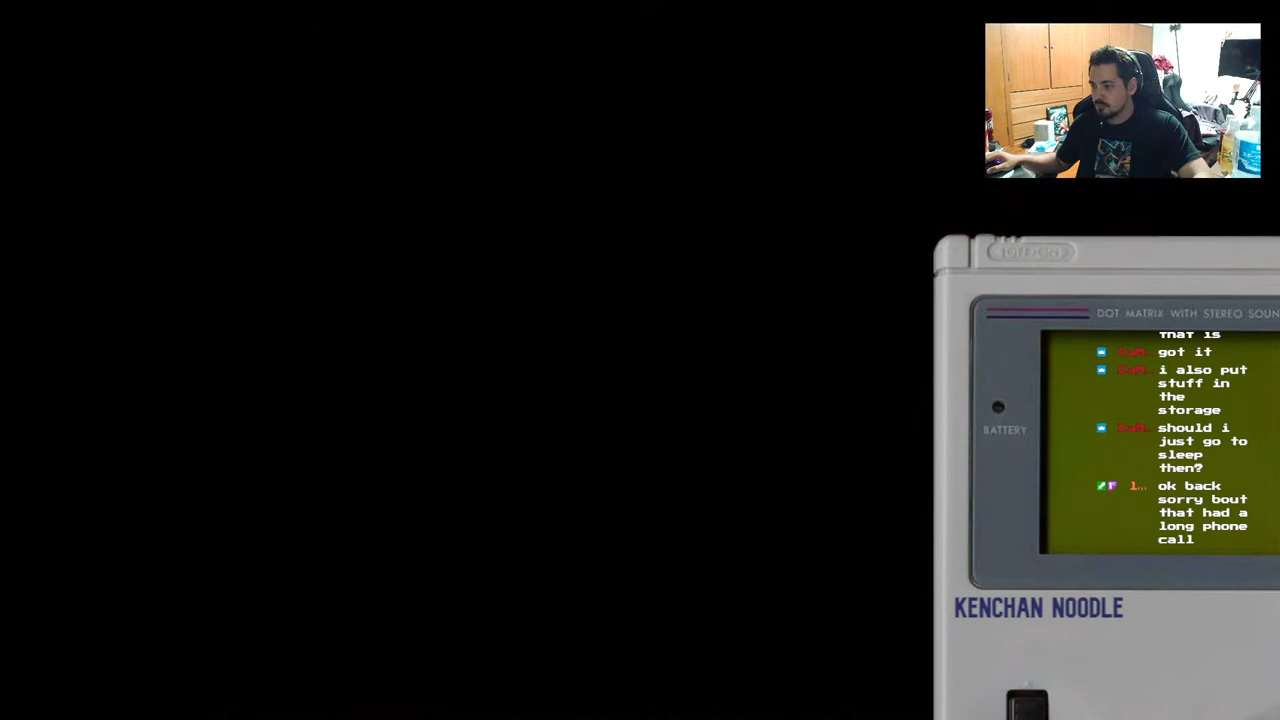 DOT MATRIX WITH STEREO SOUN
THAT IS
got it
i also put
stuff in
the
storage
should i
just go to
sleep
then?
ok back
sorry bout
that had a
long phone
call
BATTERY
KENCHAN NOODLE